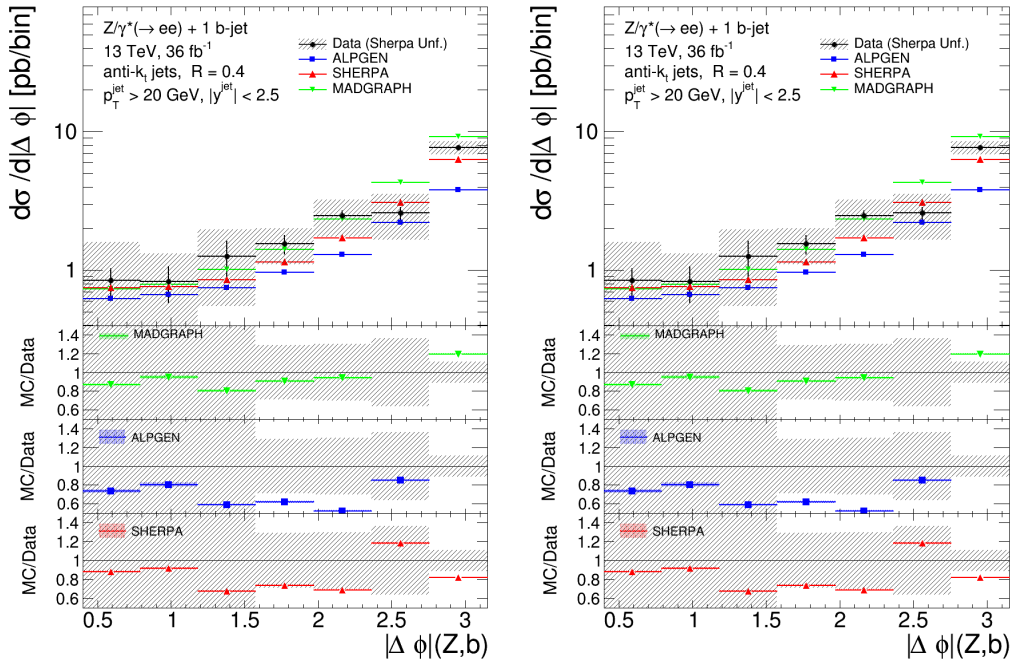 Z/γ*(→ ee) + 1 b-jet
13 TeV, 36 fb⁻¹
anti-kₜ jets, R = 0.4
p_T^jet > 20 GeV, |y^jet| < 2.5
Data (Sherpa Unf.)
ALPGEN
SHERPA
MADGRAPH
dσ/d|Δ ϕ| [pb/bin]
10
1
MADGRAPH
MC/Data
1.4
1.2
1
0.8
0.6
ALPGEN
MC/Data
1.4
1.2
1
0.8
0.6
SHERPA
MC/Data
1.4
1.2
1
0.8
0.6
0.5 1 1.5 2 2.5 3
|Δ ϕ|(Z,b)
Z/γ*(→ ee) + 1 b-jet
13 TeV, 36 fb⁻¹
anti-kₜ jets, R = 0.4
p_T^jet > 20 GeV, |y^jet| < 2.5
Data (Sherpa Unf.)
ALPGEN
SHERPA
MADGRAPH
dσ/d|Δ ϕ| [pb/bin]
10
1
MADGRAPH
MC/Data
1.4
1.2
1
0.8
0.6
ALPGEN
MC/Data
1.4
1.2
1
0.8
0.6
SHERPA
MC/Data
1.4
1.2
1
0.8
0.6
0.5 1 1.5 2 2.5 3
|Δ ϕ|(Z,b)